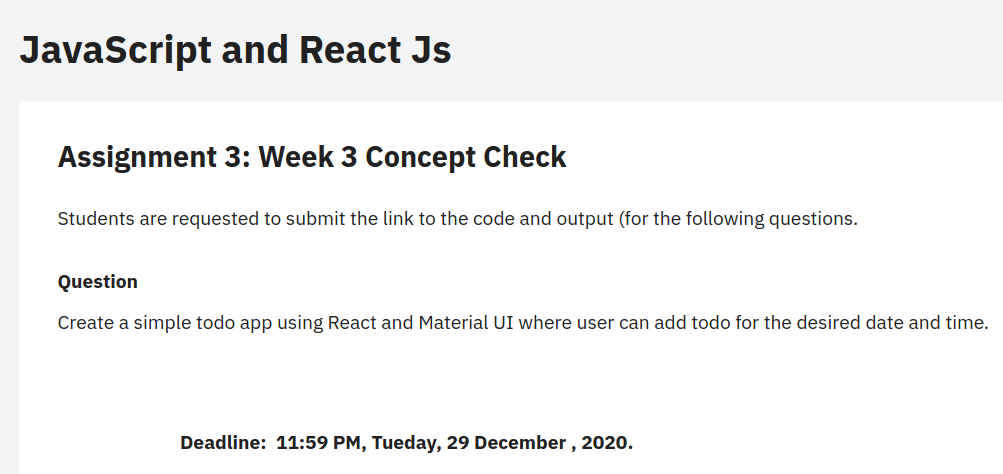 JavaScript and React Js
Assignment 3: Week 3 Concept Check
Students are requested to submit the link to the code and output (for the following questions.
Question
Create a simple todo app using React and Material UI where user can add todo for the desired date and time.
Deadline:  11:59 PM, Tueday, 29 December , 2020.